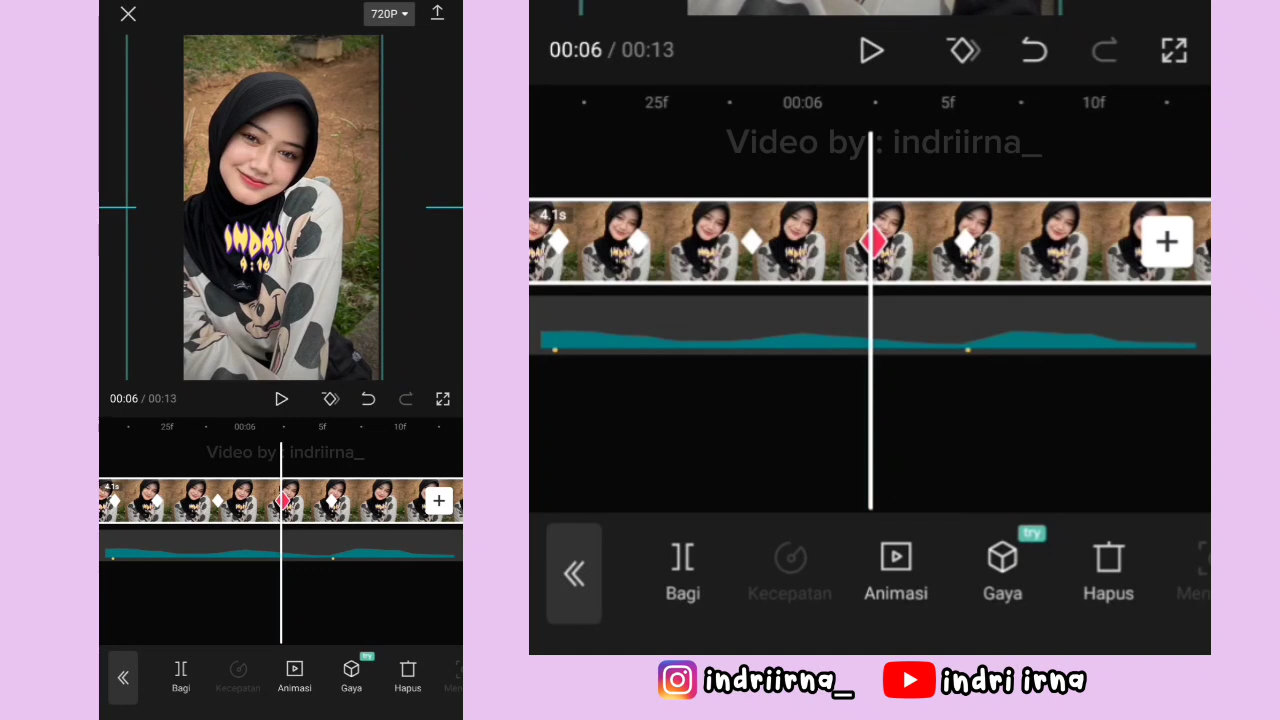 720P
INDRI
9:16
00:06 / 00:13
25f 00:06 5f 10f
Video by : indriirna_
4.1s
try
Bagi Kecepatan Animasi Gaya Hapus
00:06 / 00:13
25f 00:06 5f 10f
Video by : indriirna_
4.1s
try
Bagi Kecepatan Animasi Gaya Hapus Men
indriirna_ indri irna